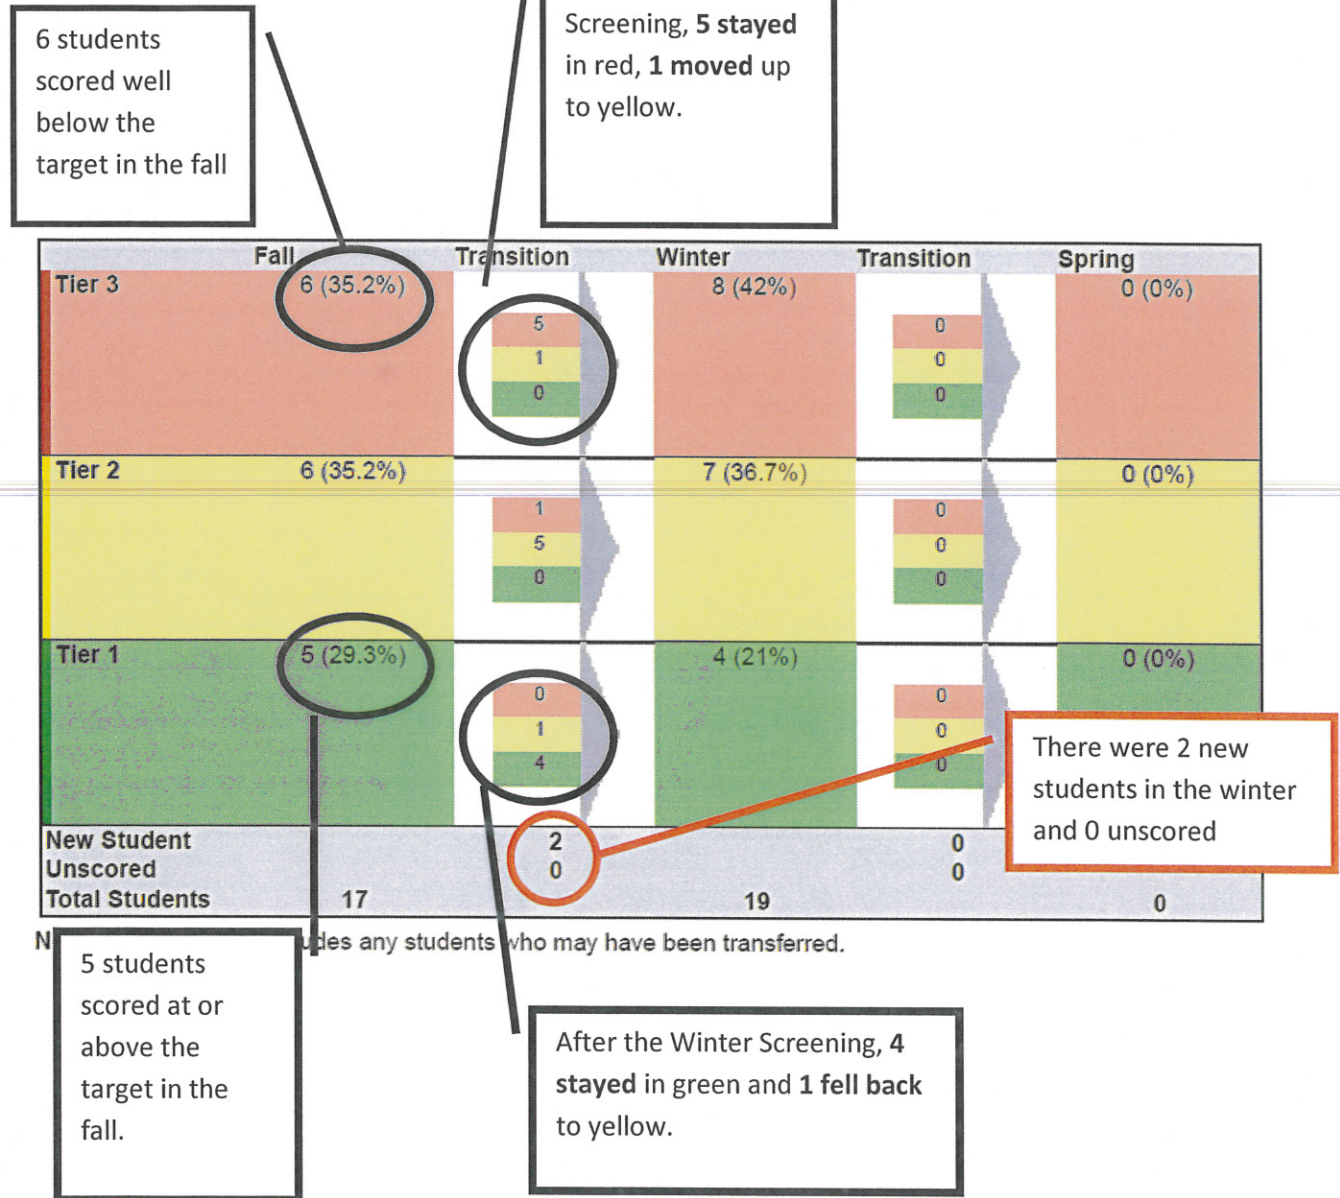 6 students
scored well
below the
target in the fall
Screening, 5 stayed
in red, 1 moved up
to yellow.
Fall Transition Winter Transition Spring
Tier 3 6 (35.2%) 8 (42%) 0 (0%)
5 0
1 0
0 0
Tier 2 6 (35.2%) 7 (36.7%) 0 (0%)
1 0
5 0
0 0
Tier 1 5 (29.3%) 4 (21%) 0 (0%)
0 0
1 0
4 0
There were 2 new
students in the winter
and 0 unscored
New Student 2 0
Unscored 0 0
Total Students 17 19 0
any students who may have been transferred.
5 students
scored at or
above the
target in the
fall.
After the Winter Screening, 4
stayed in green and 1 fell back
to yellow.